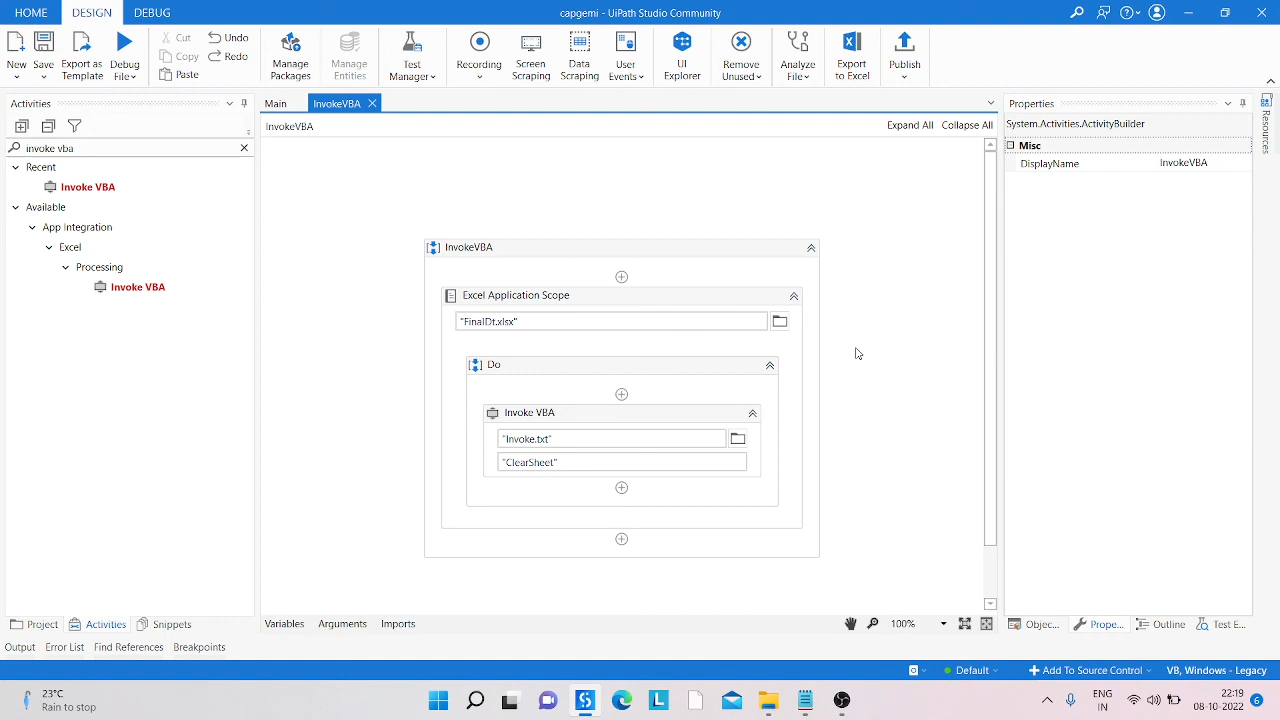 HOME DESIGN DEBUG capgemi - UiPath Studio Community
New Save Export as Template Debug File Cut Copy Paste Undo Redo Manage Packages Manage Entities Test Manager Recording Screen Scraping Data Scraping User Events UI Explorer Remove Unused Analyze File Export to Excel Publish
Activities
invoke vba
Recent
Invoke VBA
Available
App Integration
Excel
Processing
Invoke VBA
Main InvokeVBA
InvokeVBA Expand All Collapse All
InvokeVBA
Excel Application Scope
"FinalDt.xlsx"
Do
Invoke VBA
"Invoke.txt"
"ClearSheet"
Properties
System.Activities.ActivityBuilder
Misc
DisplayName InvokeVBA
Resources
Project Activities Snippets
Variables Arguments Imports 100%
Objec... Prope... Outline Test E...
Output Error List Find References Breakpoints
Default Add To Source Control VB, Windows - Legacy
23°C
Rain to stop
ENG
IN
22:19
08-10-2022
6